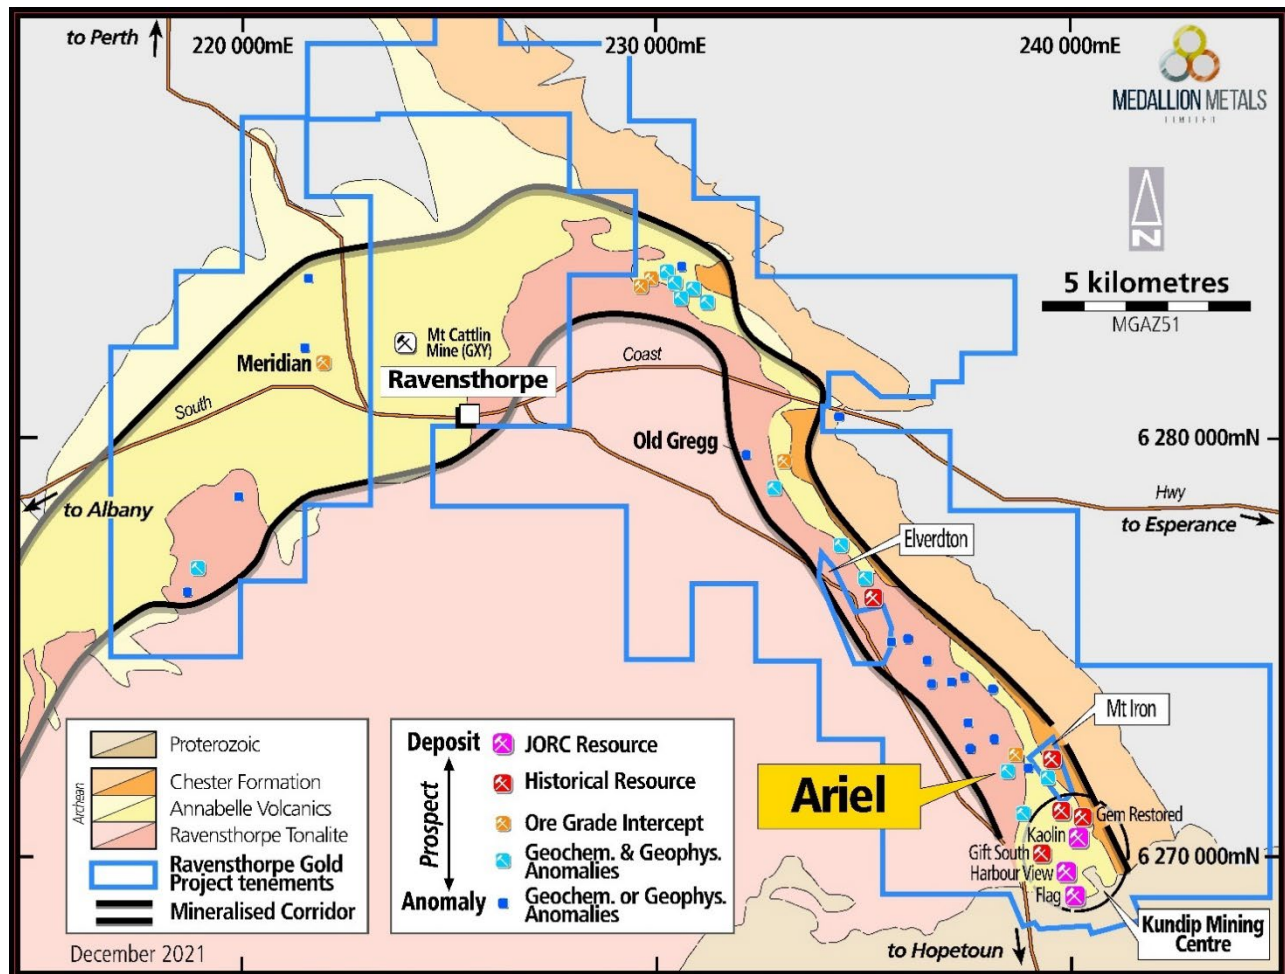 to Perth
220 000mE
230 000mE
240 000mE
MEDALLION METALS
LIMITED
N
5 kilometres
MGAZ51
Mt Cattlin
Mine (GXY)
Meridian
Ravensthorpe
Coast
South
Old Gregg
6 280 000mN
Hwy
to Albany
to Esperance
Elverdton
Mt Iron
Ariel
Gem Restored
Kaolin
Gift South
6 270 000mN
Harbour View
Flag
Kundip Mining
Centre
to Hopetoun
Proterozoic
Archean
Chester Formation
Annabelle Volcanics
Ravensthorpe Tonalite
Ravensthorpe Gold
Project tenements
Mineralised Corridor
Deposit
JORC Resource
Historical Resource
Prospect
Ore Grade Intercept
Geochem. & Geophys.
Anomalies
Anomaly
Geochem. or Geophys.
Anomalies
December 2021